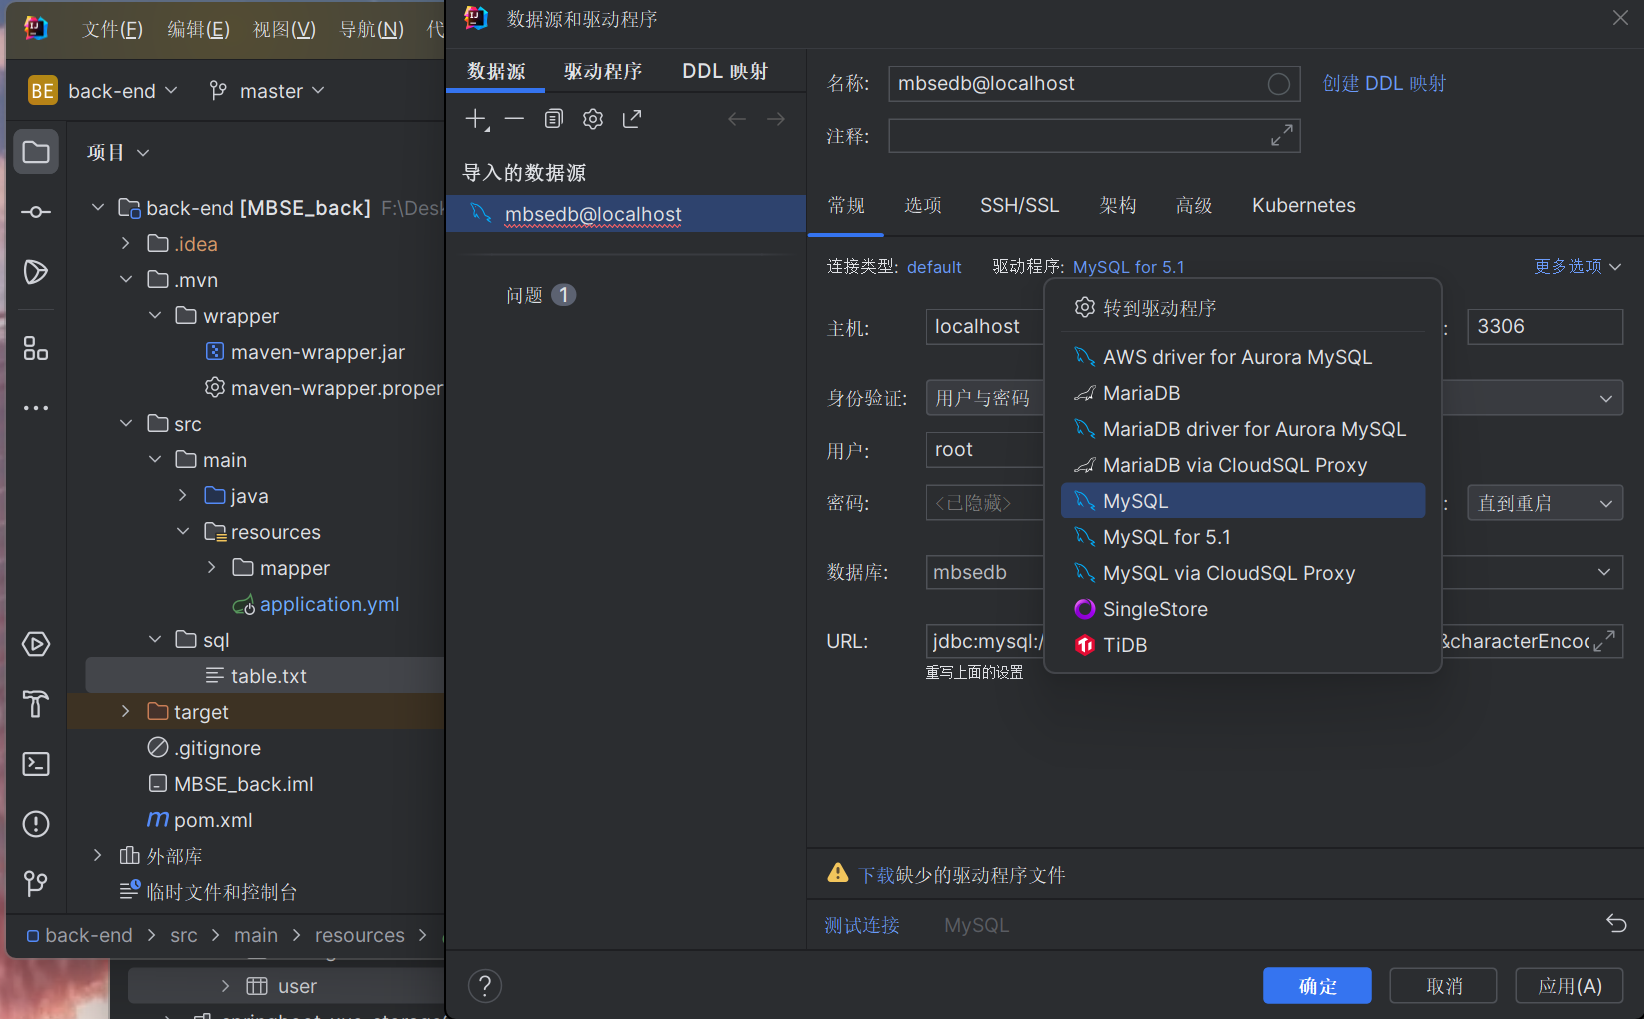 文件(F) 编辑(E) 视图(V) 导航(N) 代
BE back-end master
项目
back-end [MBSE_back] F:\Desk
.idea
.mvn
wrapper
maven-wrapper.jar
maven-wrapper.proper
src
main
java
resources
mapper
application.yml
sql
table.txt
target
.gitignore
MBSE_back.iml
pom.xml
外部库
临时文件和控制台
back-end > src > main > resources >
user
数据源和驱动程序
数据源 驱动程序 DDL 映射
导入的数据源
mbsedb@localhost
问题 1
名称: mbsedb@localhost 创建 DDL 映射
注释:
常规 选项 SSH/SSL 架构 高级 Kubernetes
连接类型: default 驱动程序: MySQL for 5.1 更多选项
主机: localhost : 3306
身份验证: 用户与密码
用户: root
密码: <已隐藏> : 直到重启
数据库: mbsedb
URL: jdbc:mysql:/ &characterEncoc
重写上面的设置
转到驱动程序
AWS driver for Aurora MySQL
MariaDB
MariaDB driver for Aurora MySQL
MariaDB via CloudSQL Proxy
MySQL
MySQL for 5.1
MySQL via CloudSQL Proxy
SingleStore
TiDB
下载缺少的驱动程序文件
测试连接 MySQL
? 确定 取消 应用(A)